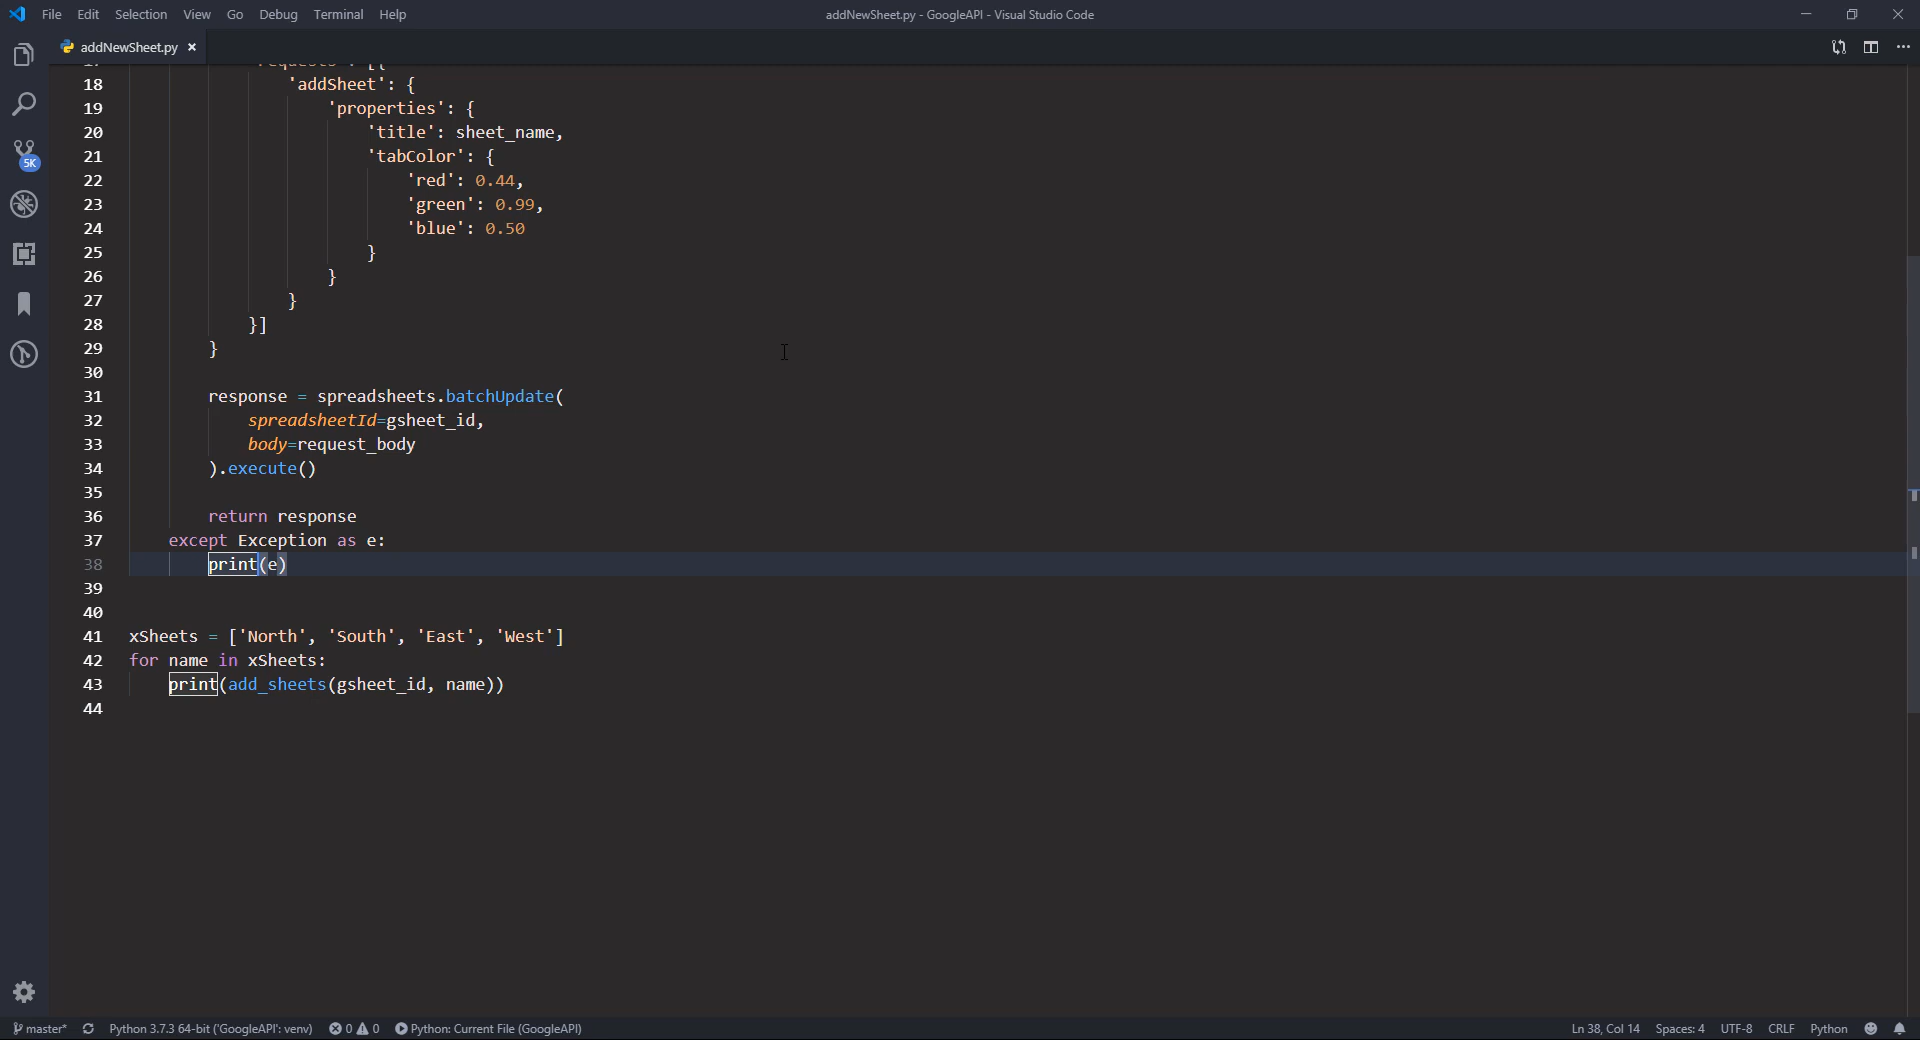 File Edit Selection View Go Debug Terminal Help
addNewSheet.py - GoogleAPI - Visual Studio Code
addNewSheet.py ×
5K
18 'addSheet': {
19 'properties': {
20 'title': sheet_name,
21 'tabColor': {
22 'red': 0.44,
23 'green': 0.99,
24 'blue': 0.50
25 }
26 }
27 }
28 }]
29 }
30
31 response = spreadsheets.batchUpdate(
32 spreadsheetId=gsheet_id,
33 body=request_body
34 ).execute()
35
36 return response
37 except Exception as e:
38 print(e)
39
40
41 xSheets = ['North', 'South', 'East', 'West']
42 for name in xSheets:
43 print(add_sheets(gsheet_id, name))
44
master* Python 3.7.3 64-bit ('GoogleAPI': venv) 0 0 Python: Current File (GoogleAPI) Ln 38, Col 14 Spaces: 4 UTF-8 CRLF Python